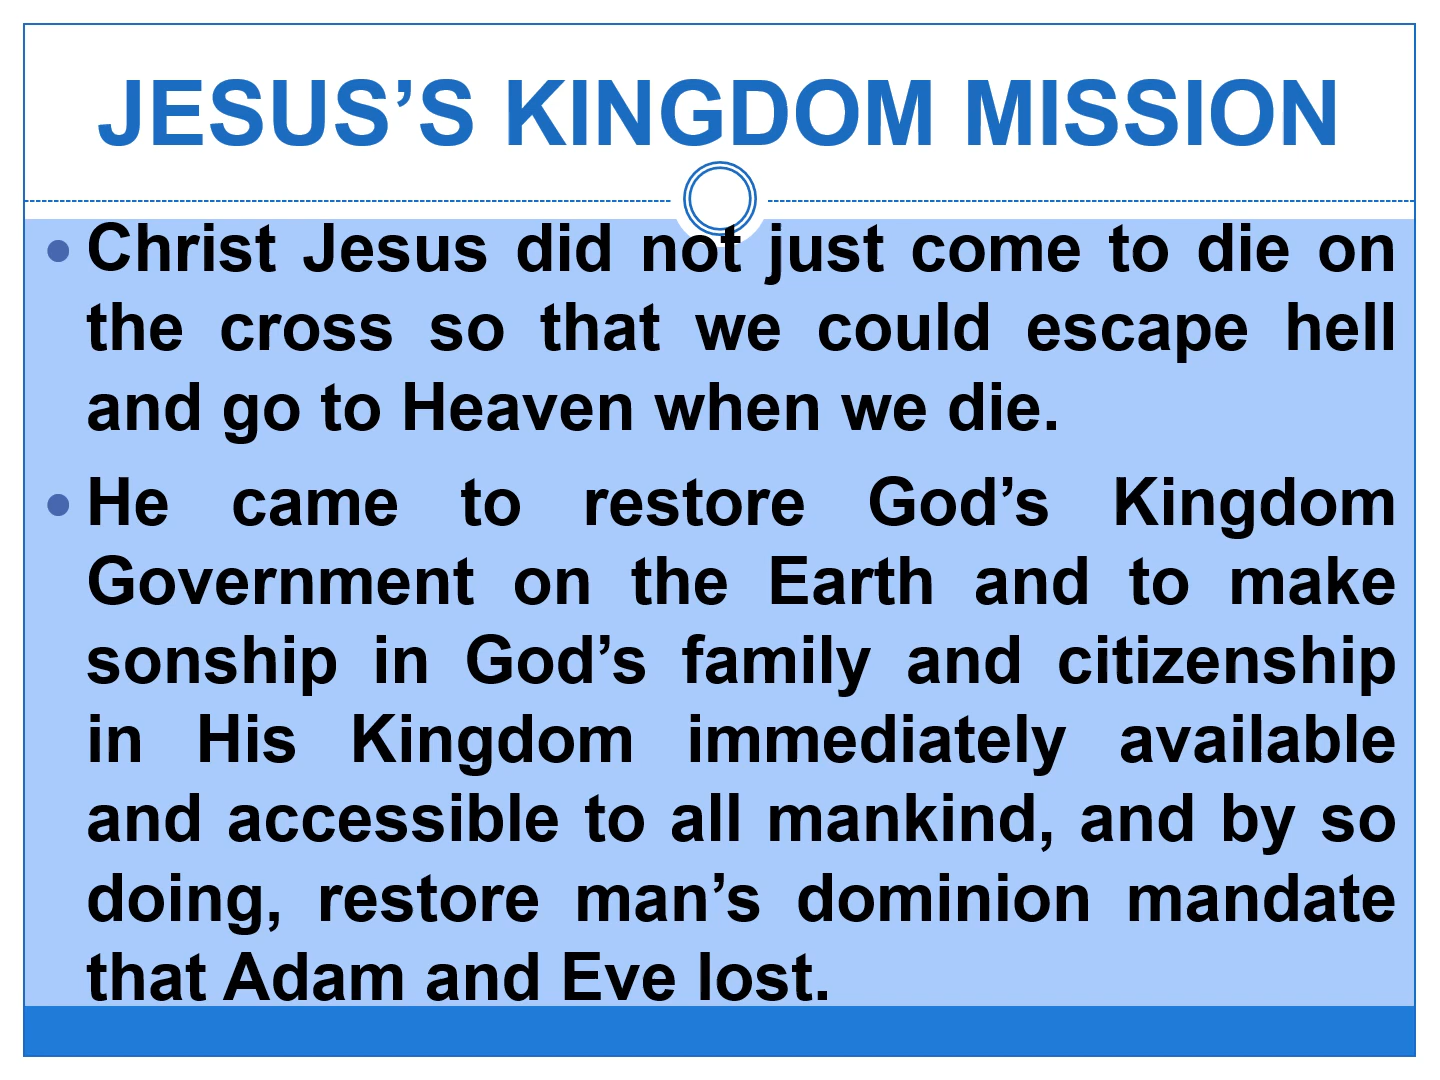 JESUS’S KINGDOM MISSION
• Christ Jesus did not just come to die on
the cross so that we could escape hell
and go to Heaven when we die.
• He came to restore God’s Kingdom
Government on the Earth and to make
sonship in God’s family and citizenship
in His Kingdom immediately available
and accessible to all mankind, and by so
doing, restore man’s dominion mandate
that Adam and Eve lost.